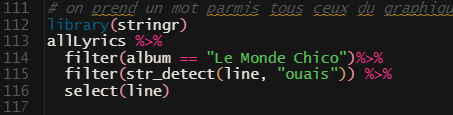 111 # on prend un mot parmis tous ceux du graphiqu
112 library(stringr)
113 allLyrics %>%
114 filter(album == "Le Monde Chico")%>%
115 filter(str_detect(line, "ouais")) %>%
116 select(line)
117